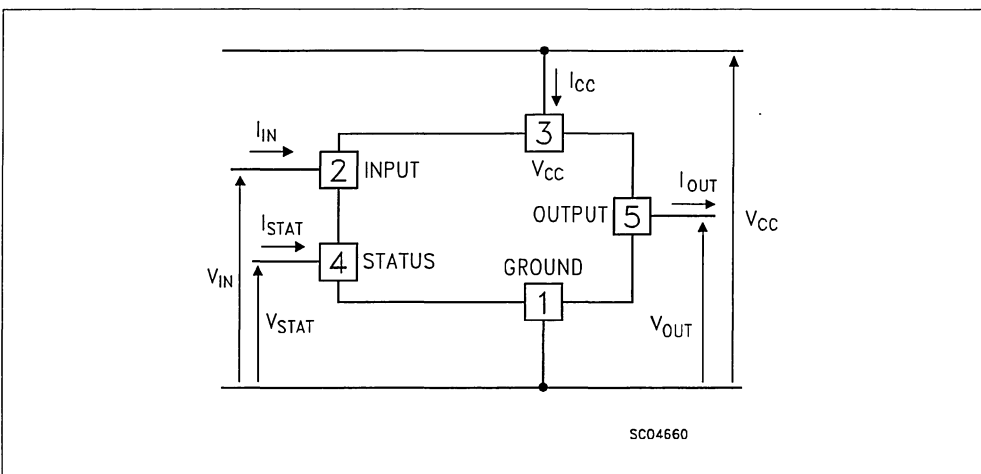 I_CC
I_IN
3
2 INPUT
V_CC
I_OUT
OUTPUT 5
V_CC
I_STAT
4 STATUS
GROUND
V_IN
1
V_STAT
V_OUT
SC04660